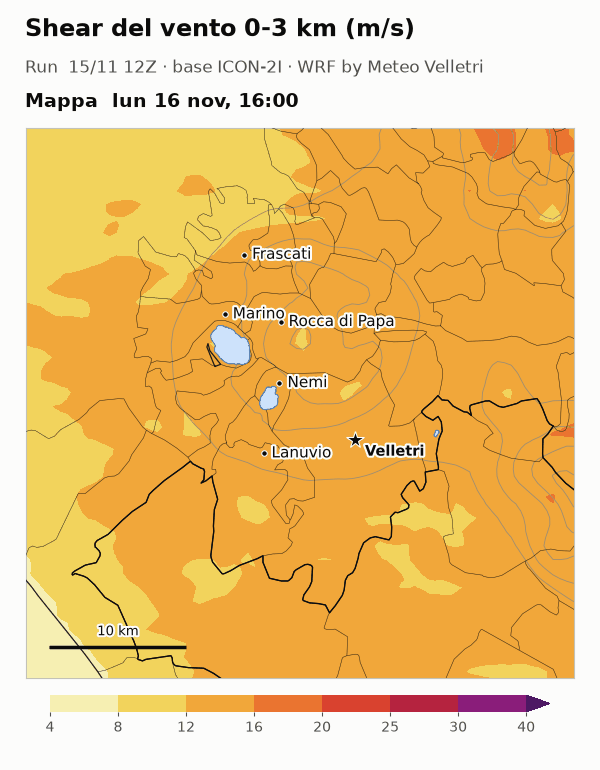 Shear del vento 0-3 km (m/s)
Run  15/11 12Z · base ICON-2I · WRF by Meteo Velletri
Mappa  lun 16 nov, 16:00
Frascati
Marino
Rocca di Papa
Nemi
Velletri
Lanuvio
10 km
4 8 12 16 20 25 30 40